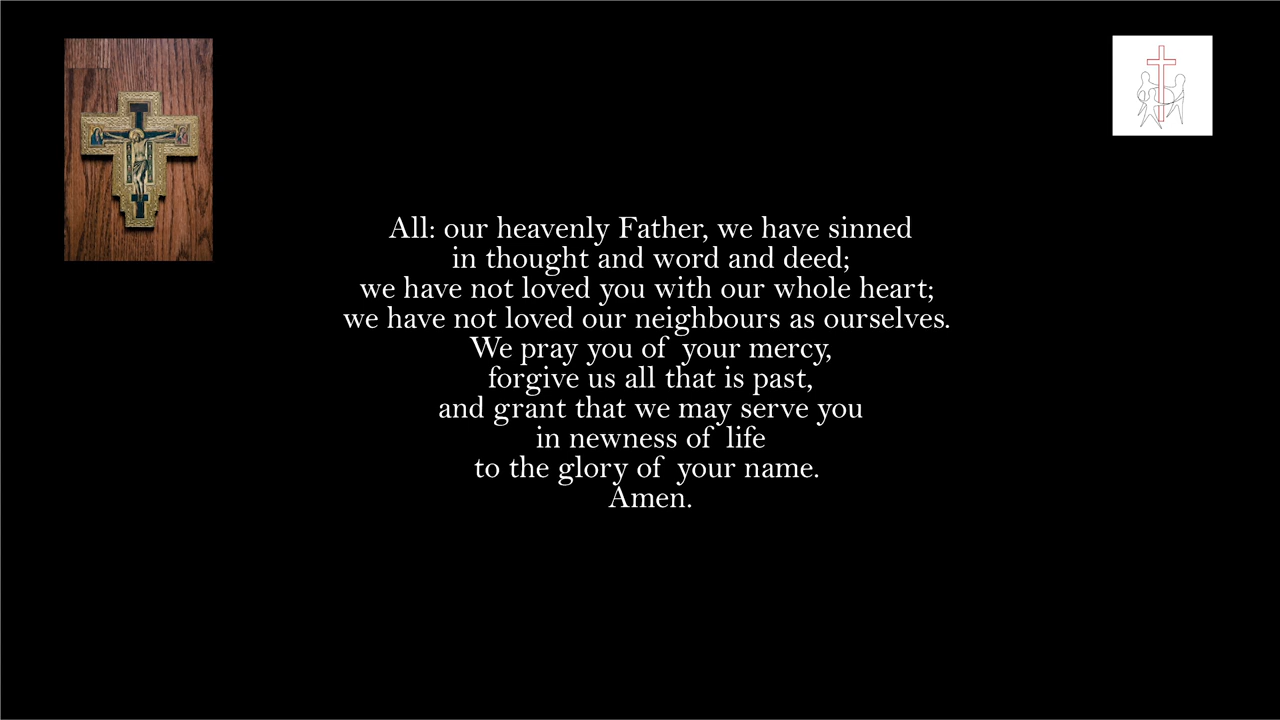 All: our heavenly Father, we have sinned
in thought and word and deed;
we have not loved you with our whole heart;
we have not loved our neighbours as ourselves.
We pray you of your mercy,
forgive us all that is past,
and grant that we may serve you
in newness of life
to the glory of your name.
Amen.